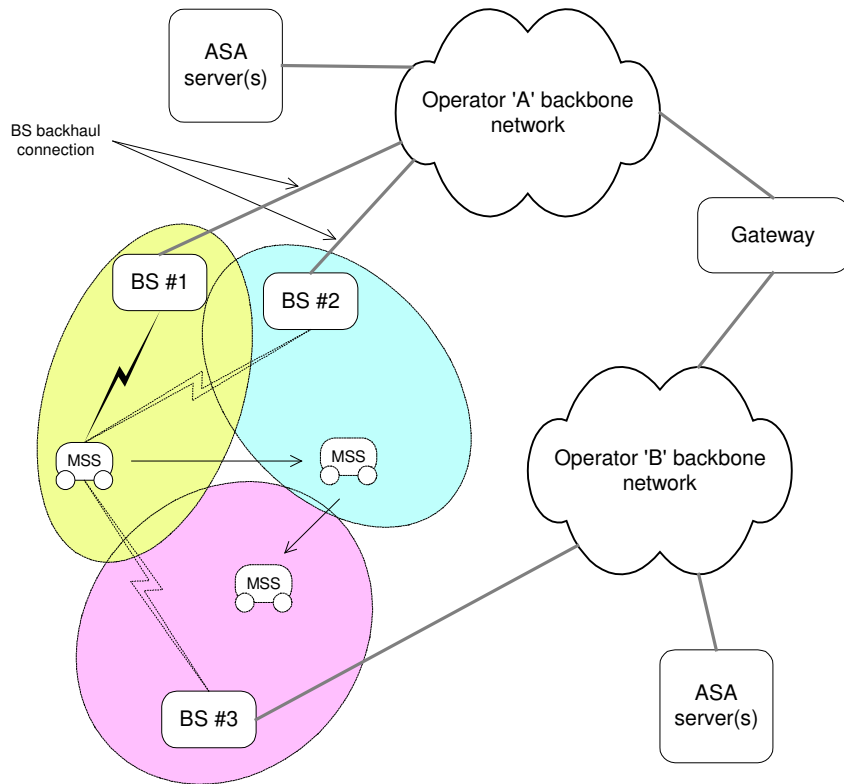 ASA
server(s)
Operator 'A' backbone
network
BS backhaul
connection
Gateway
BS #1
BS #2
MSS
MSS
Operator 'B' backbone
network
MSS
ASA
server(s)
BS #3